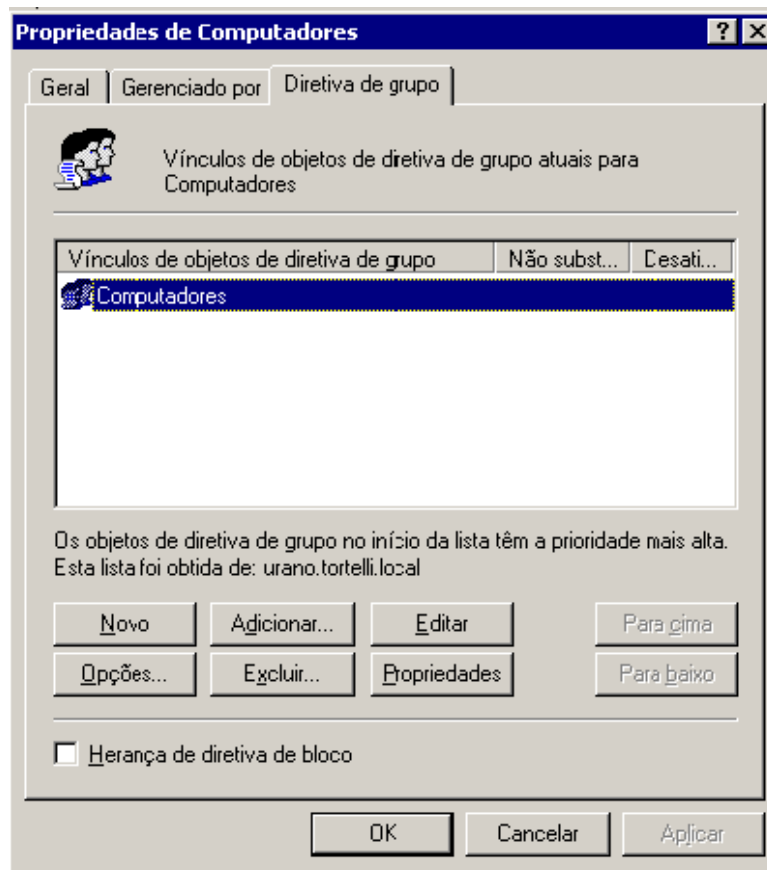 Propriedades de Computadores
Geral Gerenciado por Diretiva de grupo
Vínculos de objetos de diretiva de grupo atuais para
Computadores
Vínculos de objetos de diretiva de grupo Não subst... Desati...
Computadores
Os objetos de diretiva de grupo no início da lista têm a prioridade mais alta.
Esta lista foi obtida de: urano.tortelli.local
Novo Adicionar... Editar Para cima
Opções... Excluir... Propriedades Para baixo
Herança de diretiva de bloco
OK Cancelar Aplicar